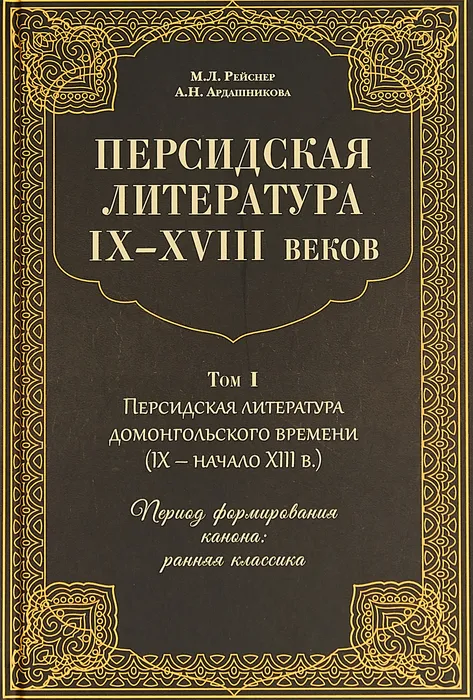 М.Л. Рейснер
А.Н. Ардашникова
ПЕРСИДСКАЯ
ЛИТЕРАТУРА
IX–XVIII ВЕКОВ
Том I
Персидская литература
домонгольского времени
(IX – начало XIII в.)
Период формирования
канона:
ранняя классика